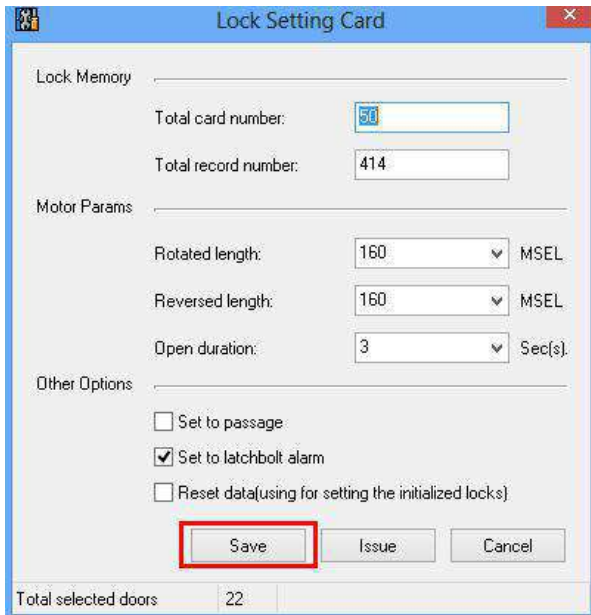 Lock Setting Card
Lock Memory
Total card number: 50
Total record number: 414
Motor Params
Rotated length: 160 MSEL
Reversed length: 160 MSEL
Open duration: 3 Sec(s).
Other Options
Set to passage
Set to latchbolt alarm
Reset data(using for setting the initialized locks)
Save Issue Cancel
Total selected doors 22